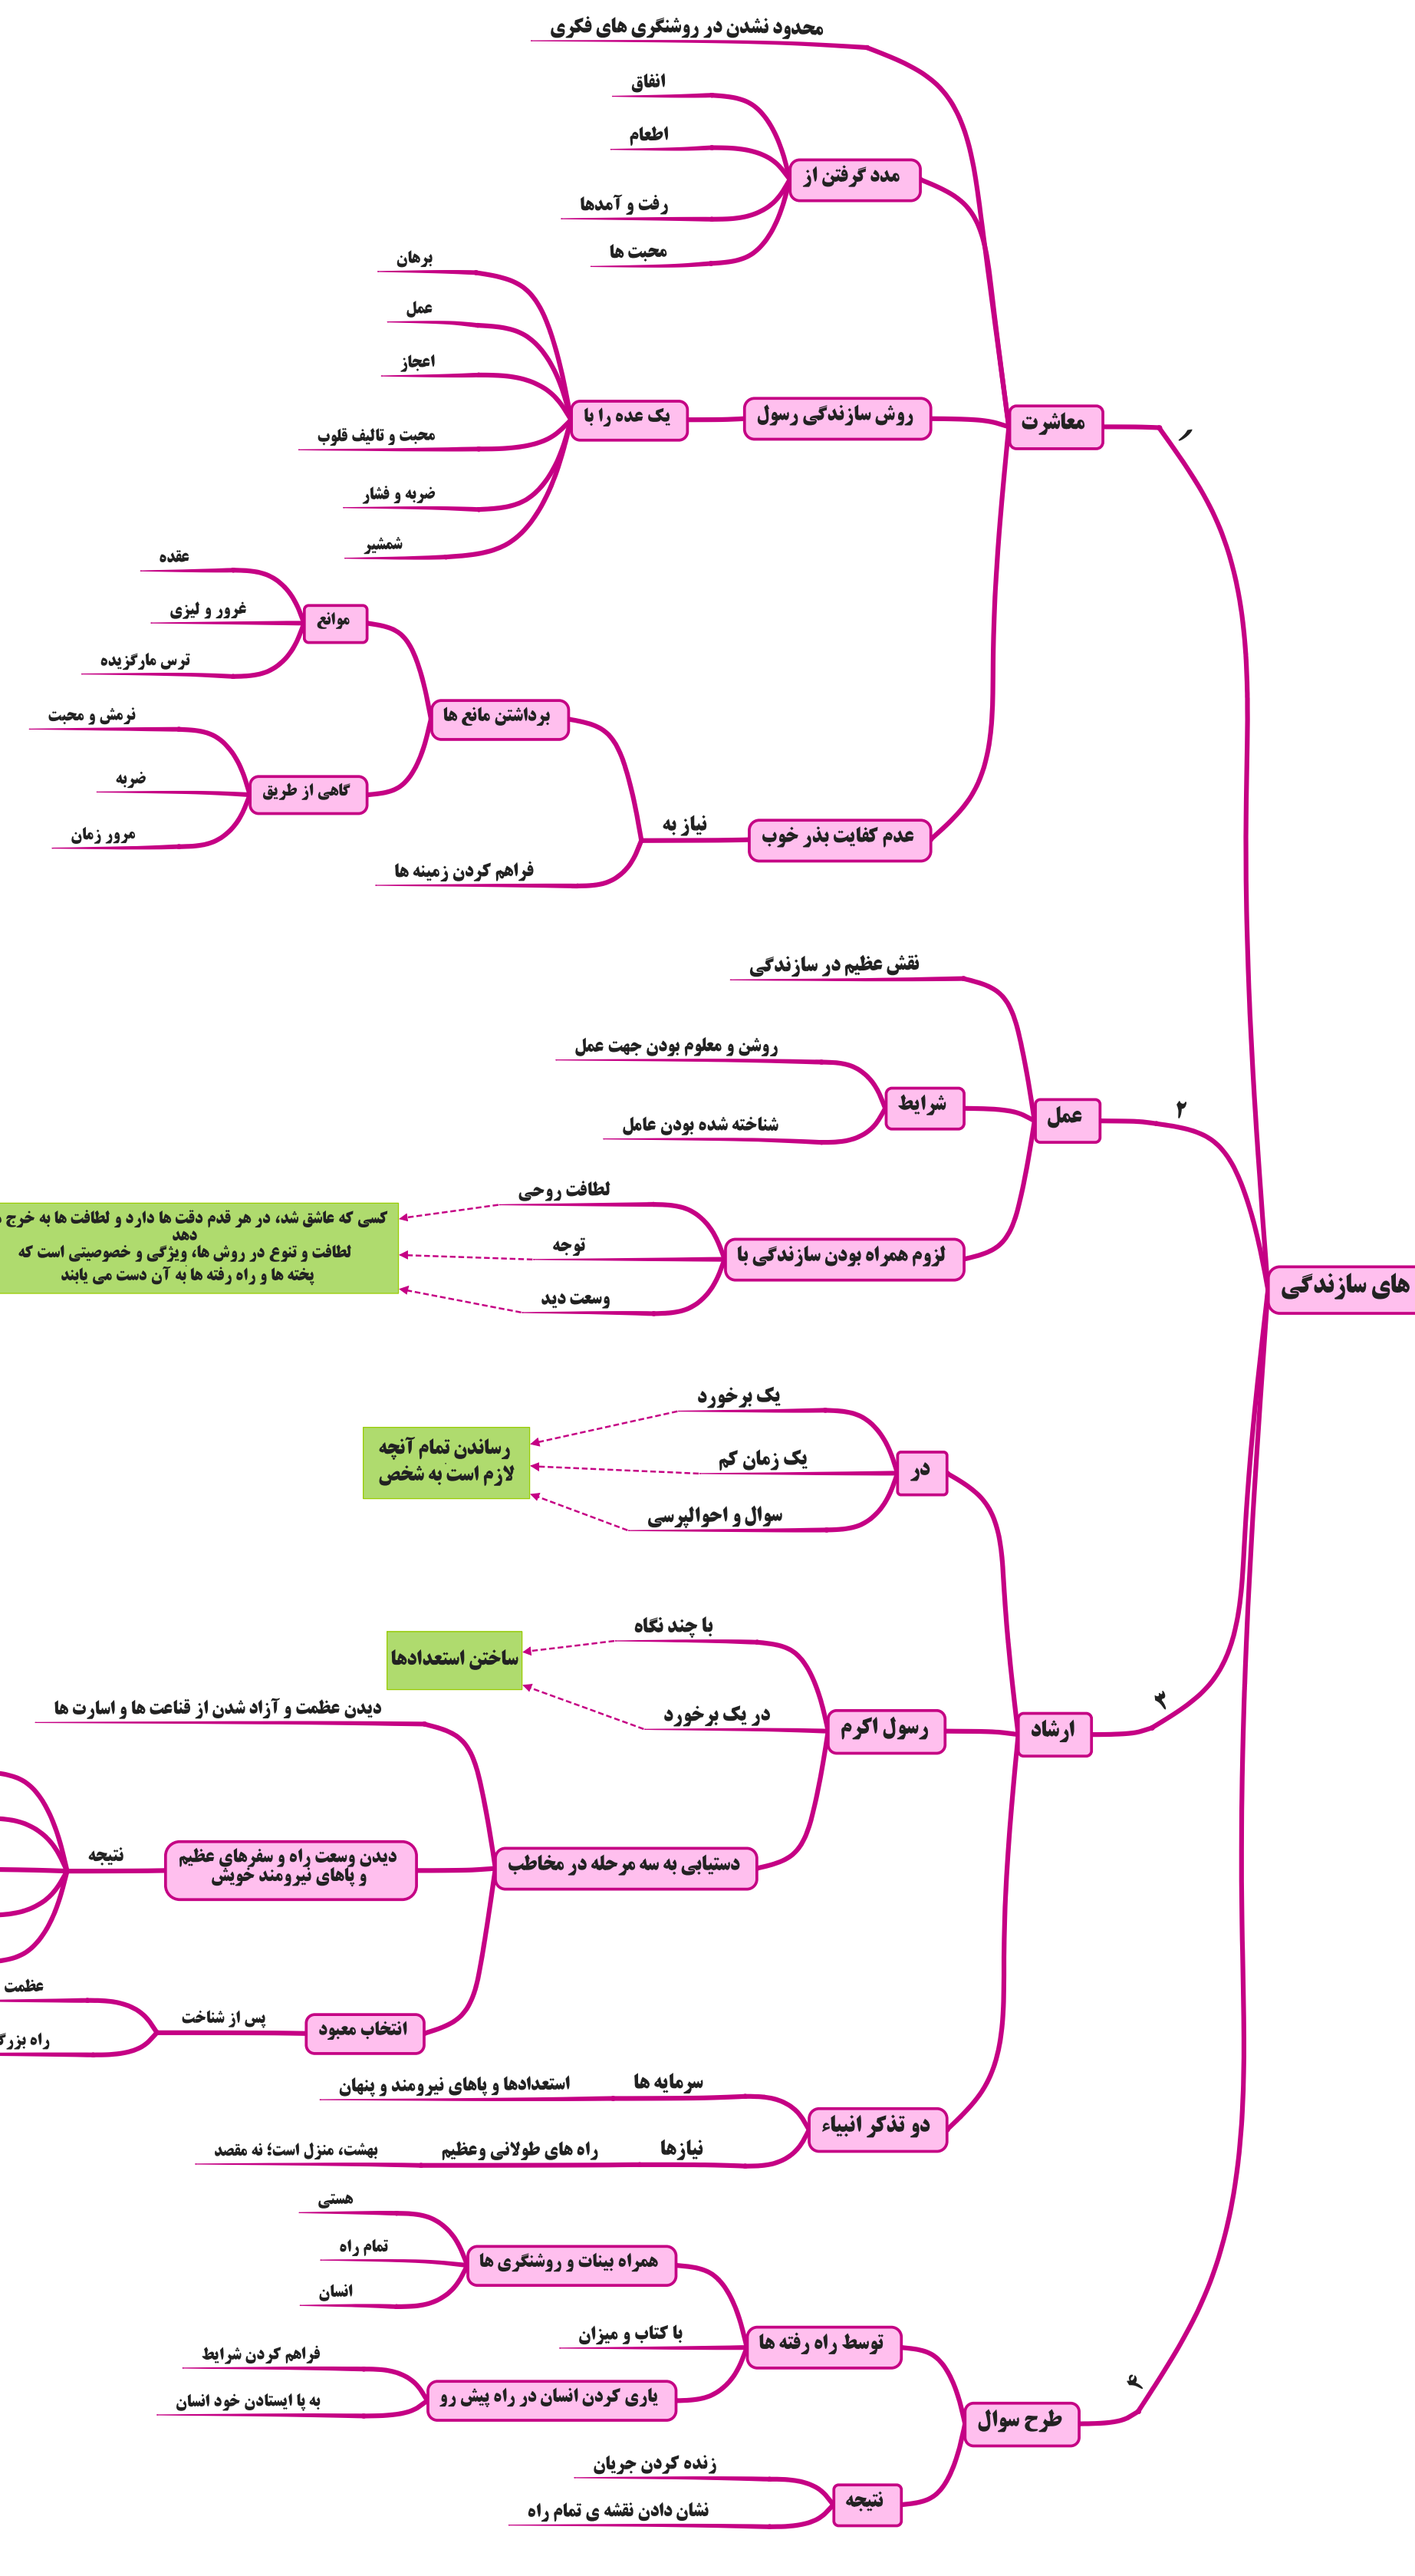 های سازندگی
۱
معاشرت
محدود نشدن در روشنگری های فکری
مدد گرفتن از
انفاق
اطعام
رفت و آمدها
محبت ها
روش سازندگی رسول
یک عده را با
برهان
عمل
اعجاز
محبت و تالیف قلوب
ضربه و فشار
شمشیر
عدم کفایت بذر خوب
نیاز به
برداشتن مانع ها
موانع
عقده
غرور و لیزی
ترس مارگزیده
گاهی از طریق
نرمش و محبت
ضربه
مرور زمان
فراهم کردن زمینه ها
۲
عمل
نقش عظیم در سازندگی
شرایط
روشن و معلوم بودن جهت عمل
شناخته شده بودن عامل
لزوم همراه بودن سازندگی با
لطافت روحی
توجه
وسعت دید
کسی که عاشق شد، در هر قدم دقت ها دارد و لطافت ها به خرج
دهد
لطافت و تنوع در روش ها، ویژگی و خصوصیتی است که
پخته ها و راه رفته ها به آن دست می یابند
۳
ارشاد
در
یک برخورد
یک زمان کم
سوال و احوالپرسی
رساندن تمام آنچه
لازم است به شخص
رسول اکرم
با چند نگاه
در یک برخورد
ساختن استعدادها
دستیابی به سه مرحله در مخاطب
دیدن عظمت و آزاد شدن از قناعت ها و اسارت ها
دیدن وسعت راه و سفرهای عظیم
و پاهای نیرومند خویش
نتیجه
انتخاب معبود
پس از شناخت
عظمت
راه بزرگ
دو تذکر انبیاء
سرمایه ها
استعدادها و پاهای نیرومند و پنهان
نیازها
راه های طولانی وعظیم
بهشت، منزل است؛ نه مقصد
۴
طرح سوال
توسط راه رفته ها
همراه بینات و روشنگری ها
هستی
تمام راه
انسان
با کتاب و میزان
یاری کردن انسان در راه پیش رو
فراهم کردن شرایط
به پا ایستادن خود انسان
نتیجه
زنده کردن جریان
نشان دادن نقشه ی تمام راه